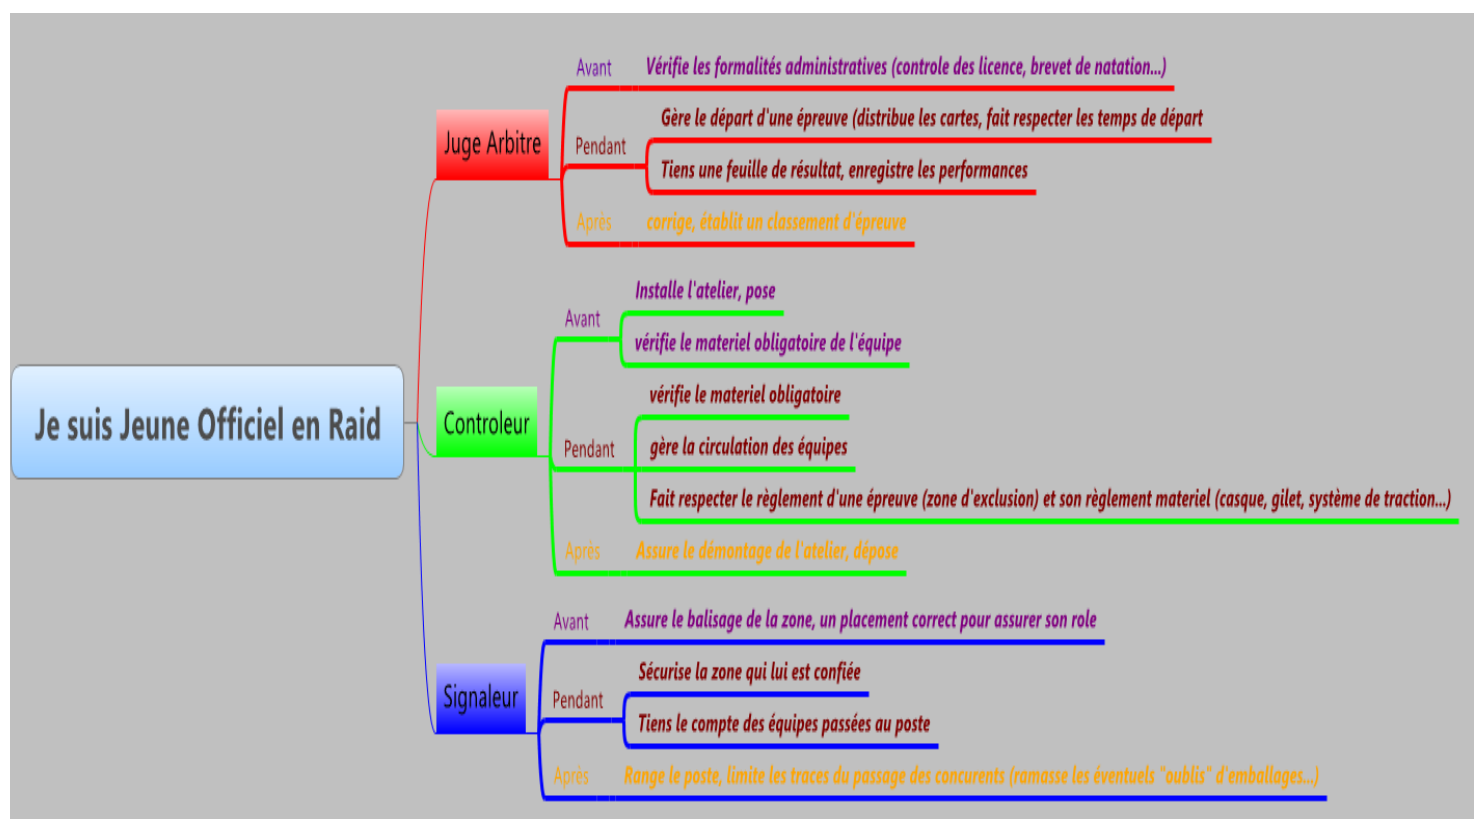 Je suis Jeune Officiel en Raid
Juge Arbitre
Avant
Vérifie les formalités administratives (controle des licence, brevet de natation...)
Pendant
Gère le départ d'une épreuve (distribue les cartes, fait respecter les temps de départ
Tiens une feuille de résultat, enregistre les performances
Après
corrige, établit un classement d'épreuve
Controleur
Avant
Installe l'atelier, pose
vérifie le materiel obligatoire de l'équipe
Pendant
vérifie le materiel obligatoire
gère la circulation des équipes
Fait respecter le règlement d'une épreuve (zone d'exclusion) et son règlement materiel (casque, gilet, système de traction...)
Après
Assure le démontage de l'atelier, dépose
Signaleur
Avant
Assure le balisage de la zone, un placement correct pour assurer son role
Pendant
Sécurise la zone qui lui est confiée
Tiens le compte des équipes passées au poste
Après
Range le poste, limite les traces du passage des concurents (ramasse les éventuels "oublis" d'emballages...)